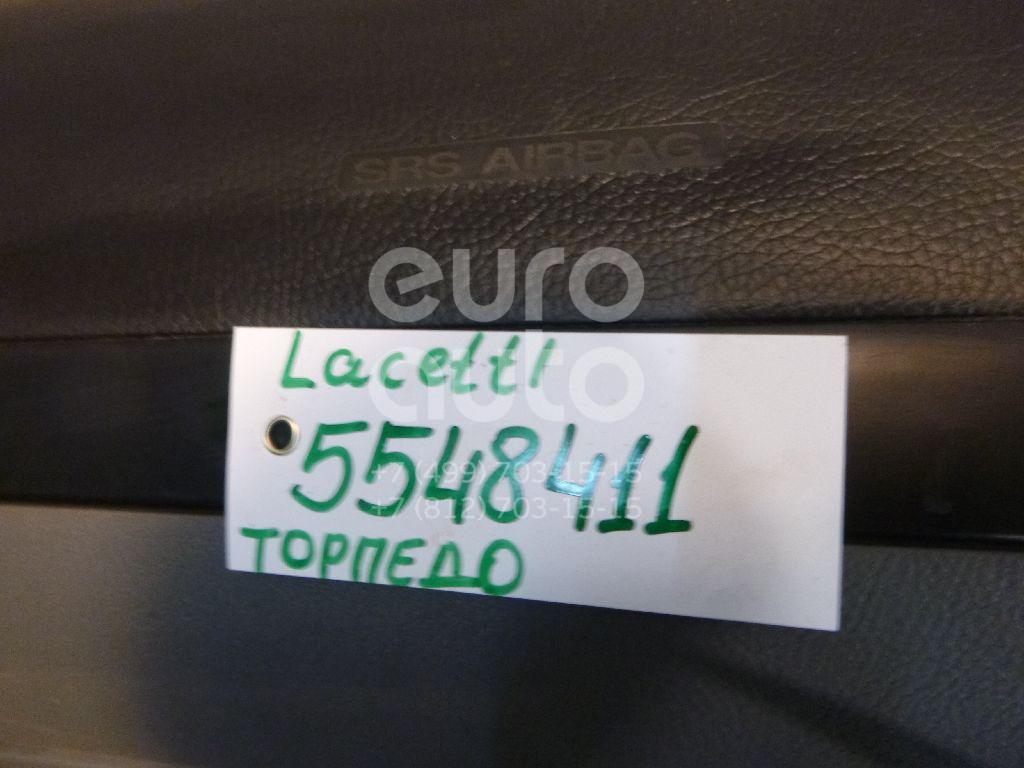 SRS AIRBAG
euro
auto
Lacetti
5548411
+7 (499) 703-15-15
+7 (812) 703-15-15
ТОРПЕДО